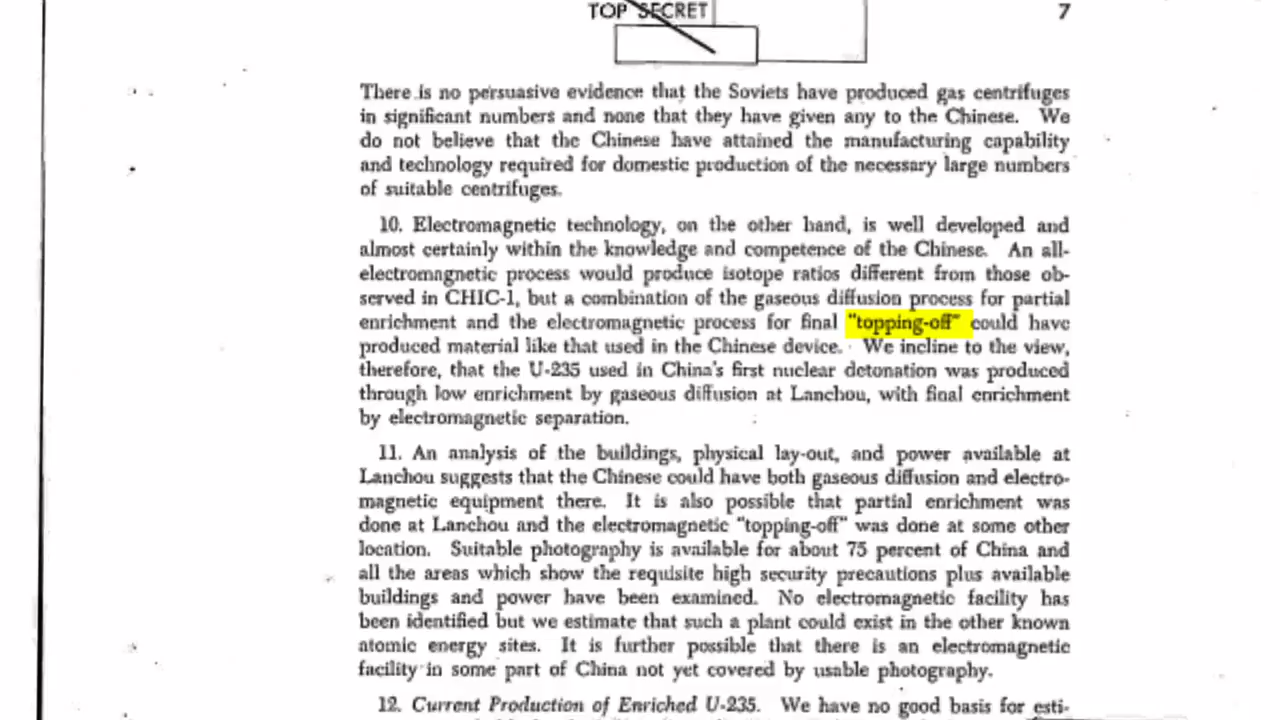 TOP SECRET 7
There is no persuasive evidence that the Soviets have produced gas centrifuges
in significant numbers and none that they have given any to the Chinese. We
do not believe that the Chinese have attained the manufacturing capability
and technology required for domestic production of the necessary large numbers
of suitable centrifuges.
10. Electromagnetic technology, on the other hand, is well developed and
almost certainly within the knowledge and competence of the Chinese. An all-
electromagnetic process would produce isotope ratios different from those ob-
served in CHIC-1, but a combination of the gaseous diffusion process for partial
enrichment and the electromagnetic process for final "topping-off" could have
produced material like that used in the Chinese device. We incline to the view,
therefore, that the U-235 used in China's first nuclear detonation was produced
through low enrichment by gaseous diffusion at Lanchou, with final enrichment
by electromagnetic separation.
11. An analysis of the buildings, physical lay-out, and power available at
Lanchou suggests that the Chinese could have both gaseous diffusion and electro-
magnetic equipment there. It is also possible that partial enrichment was
done at Lanchou and the electromagnetic "topping-off" was done at some other
location. Suitable photography is available for about 75 percent of China and
all the areas which show the requisite high security precautions plus available
buildings and power have been examined. No electromagnetic facility has
been identified but we estimate that such a plant could exist in the other known
atomic energy sites. It is further possible that there is an electromagnetic
facility in some part of China not yet covered by usable photography.
12. Current Production of Enriched U-235. We have no good basis for esti-